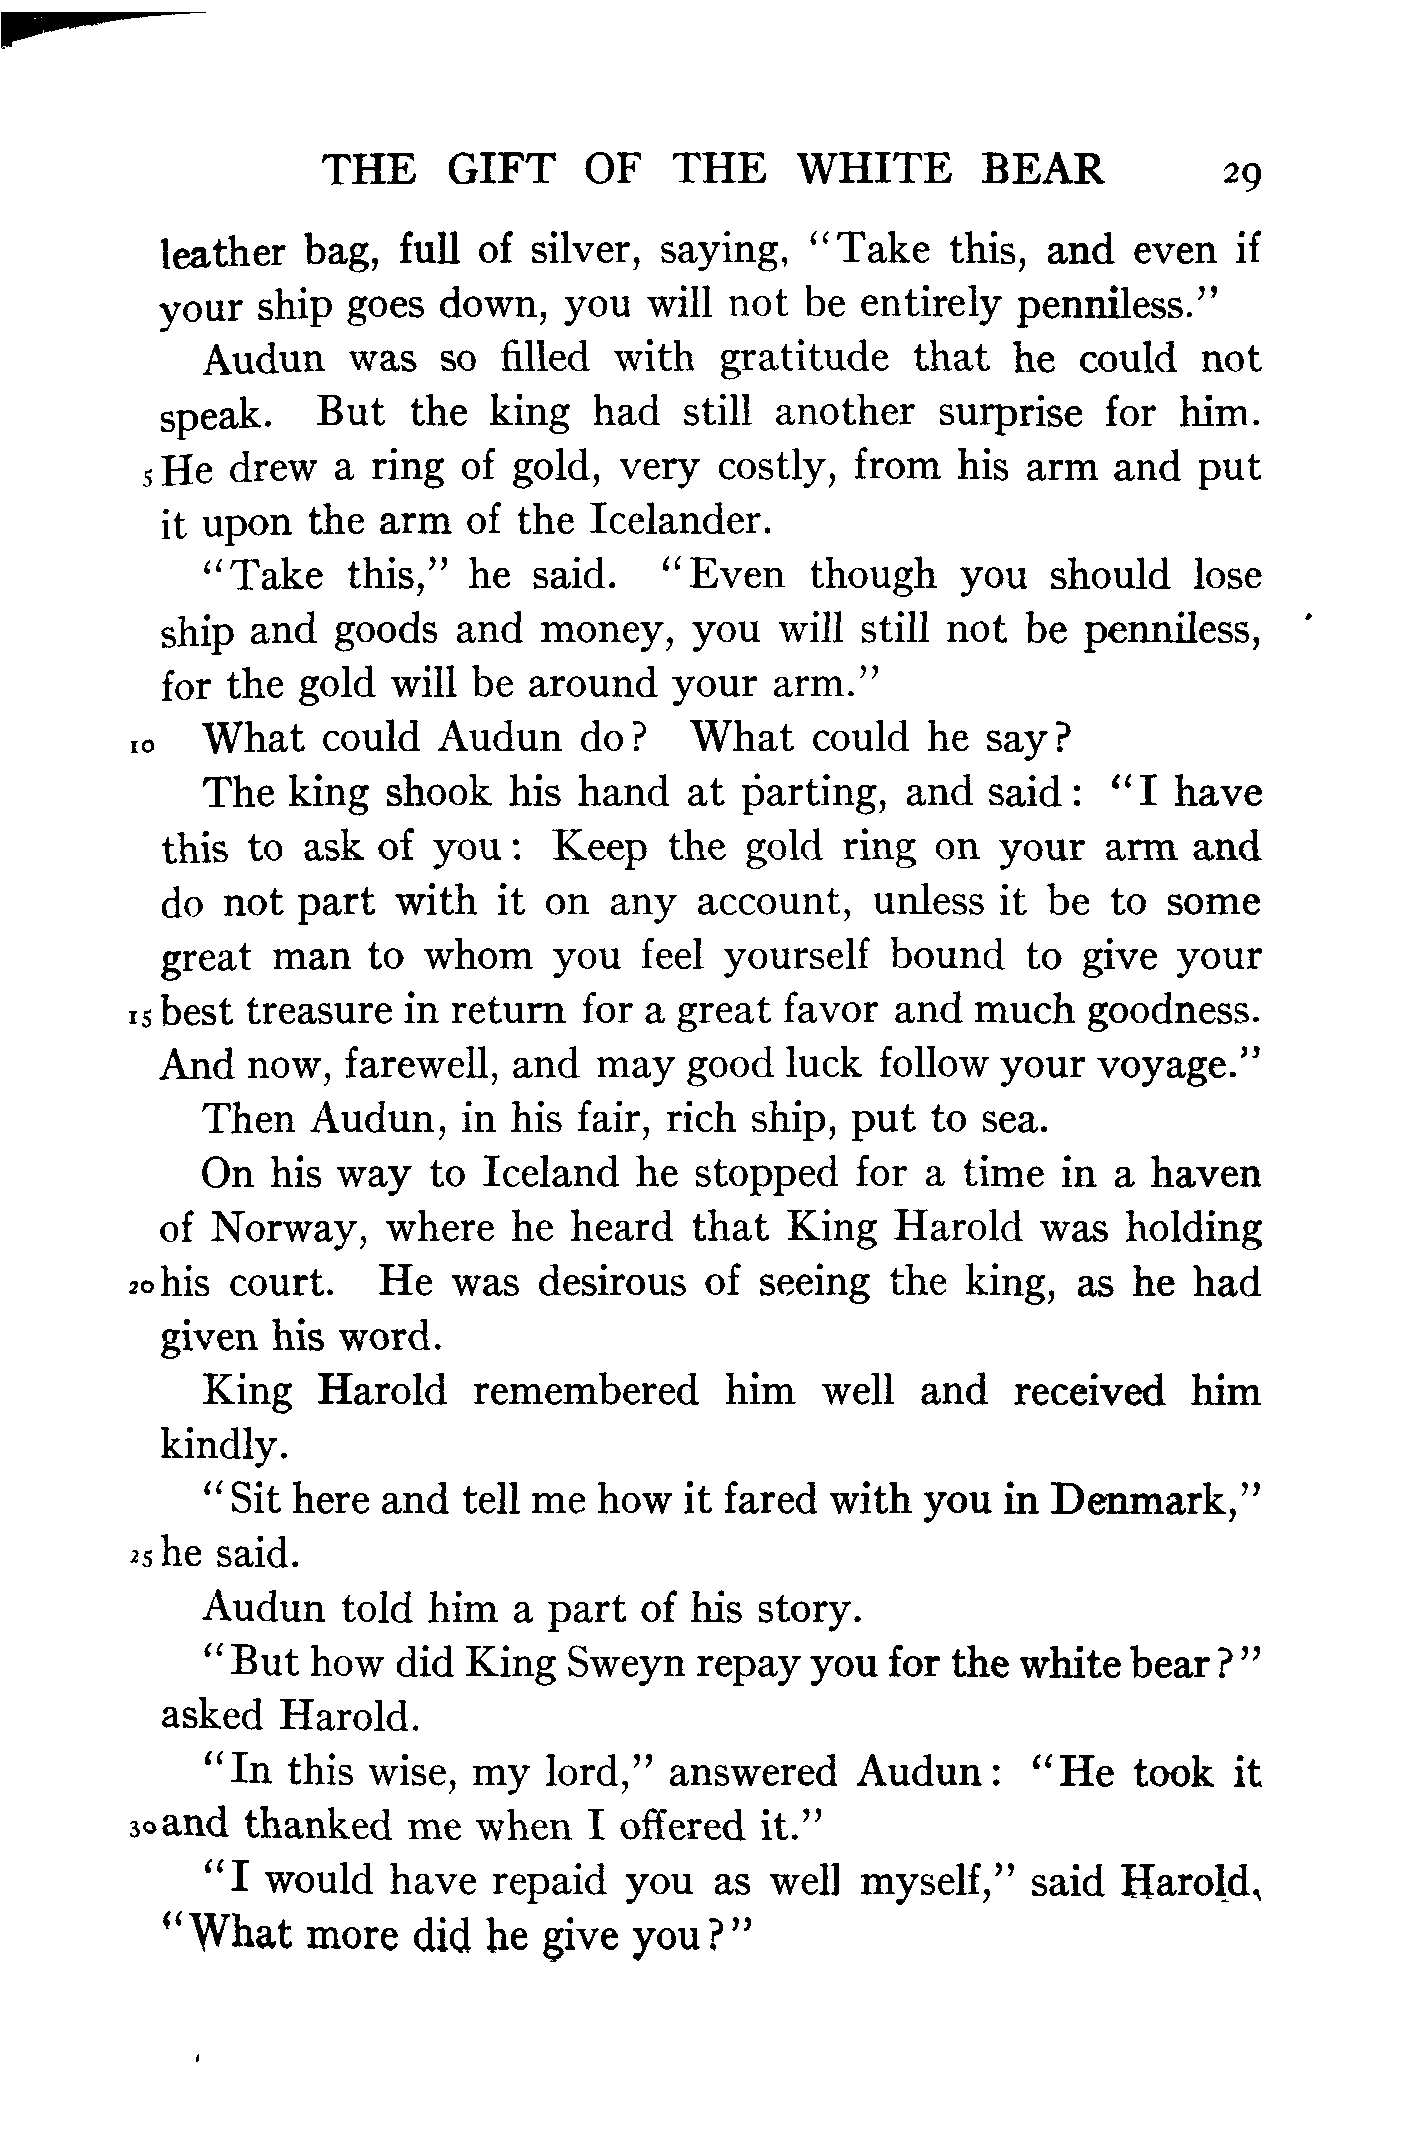 THE GIFT OF THE WHITE BEAR 29
leather bag, full of silver, saying, "Take this, and even if
your ship goes down, you will not be entirely penniless."
Audun was so filled with gratitude that he could not
speak. But the king had still another surprise for him.
5 He drew a ring of gold, very costly, from his arm and put
it upon the arm of the Icelander.
"Take this," he said. "Even though you should lose
ship and goods and money, you will still not be penniless,
for the gold will be around your arm."
10 What could Audun do? What could he say?
The king shook his hand at parting, and said: "I have
this to ask of you: Keep the gold ring on your arm and
do not part with it on any account, unless it be to some
great man to whom you feel yourself bound to give your
15 best treasure in return for a great favor and much goodness.
And now, farewell, and may good luck follow your voyage."
Then Audun, in his fair, rich ship, put to sea.
On his way to Iceland he stopped for a time in a haven
of Norway, where he heard that King Harold was holding
20 his court. He was desirous of seeing the king, as he had
given his word.
King Harold remembered him well and received him
kindly.
"Sit here and tell me how it fared with you in Denmark,"
25 he said.
Audun told him a part of his story.
"But how did King Sweyn repay you for the white bear?"
asked Harold.
"In this wise, my lord," answered Audun: "He took it
30 and thanked me when I offered it."
"I would have repaid you as well myself," said Harold,
"What more did he give you?"